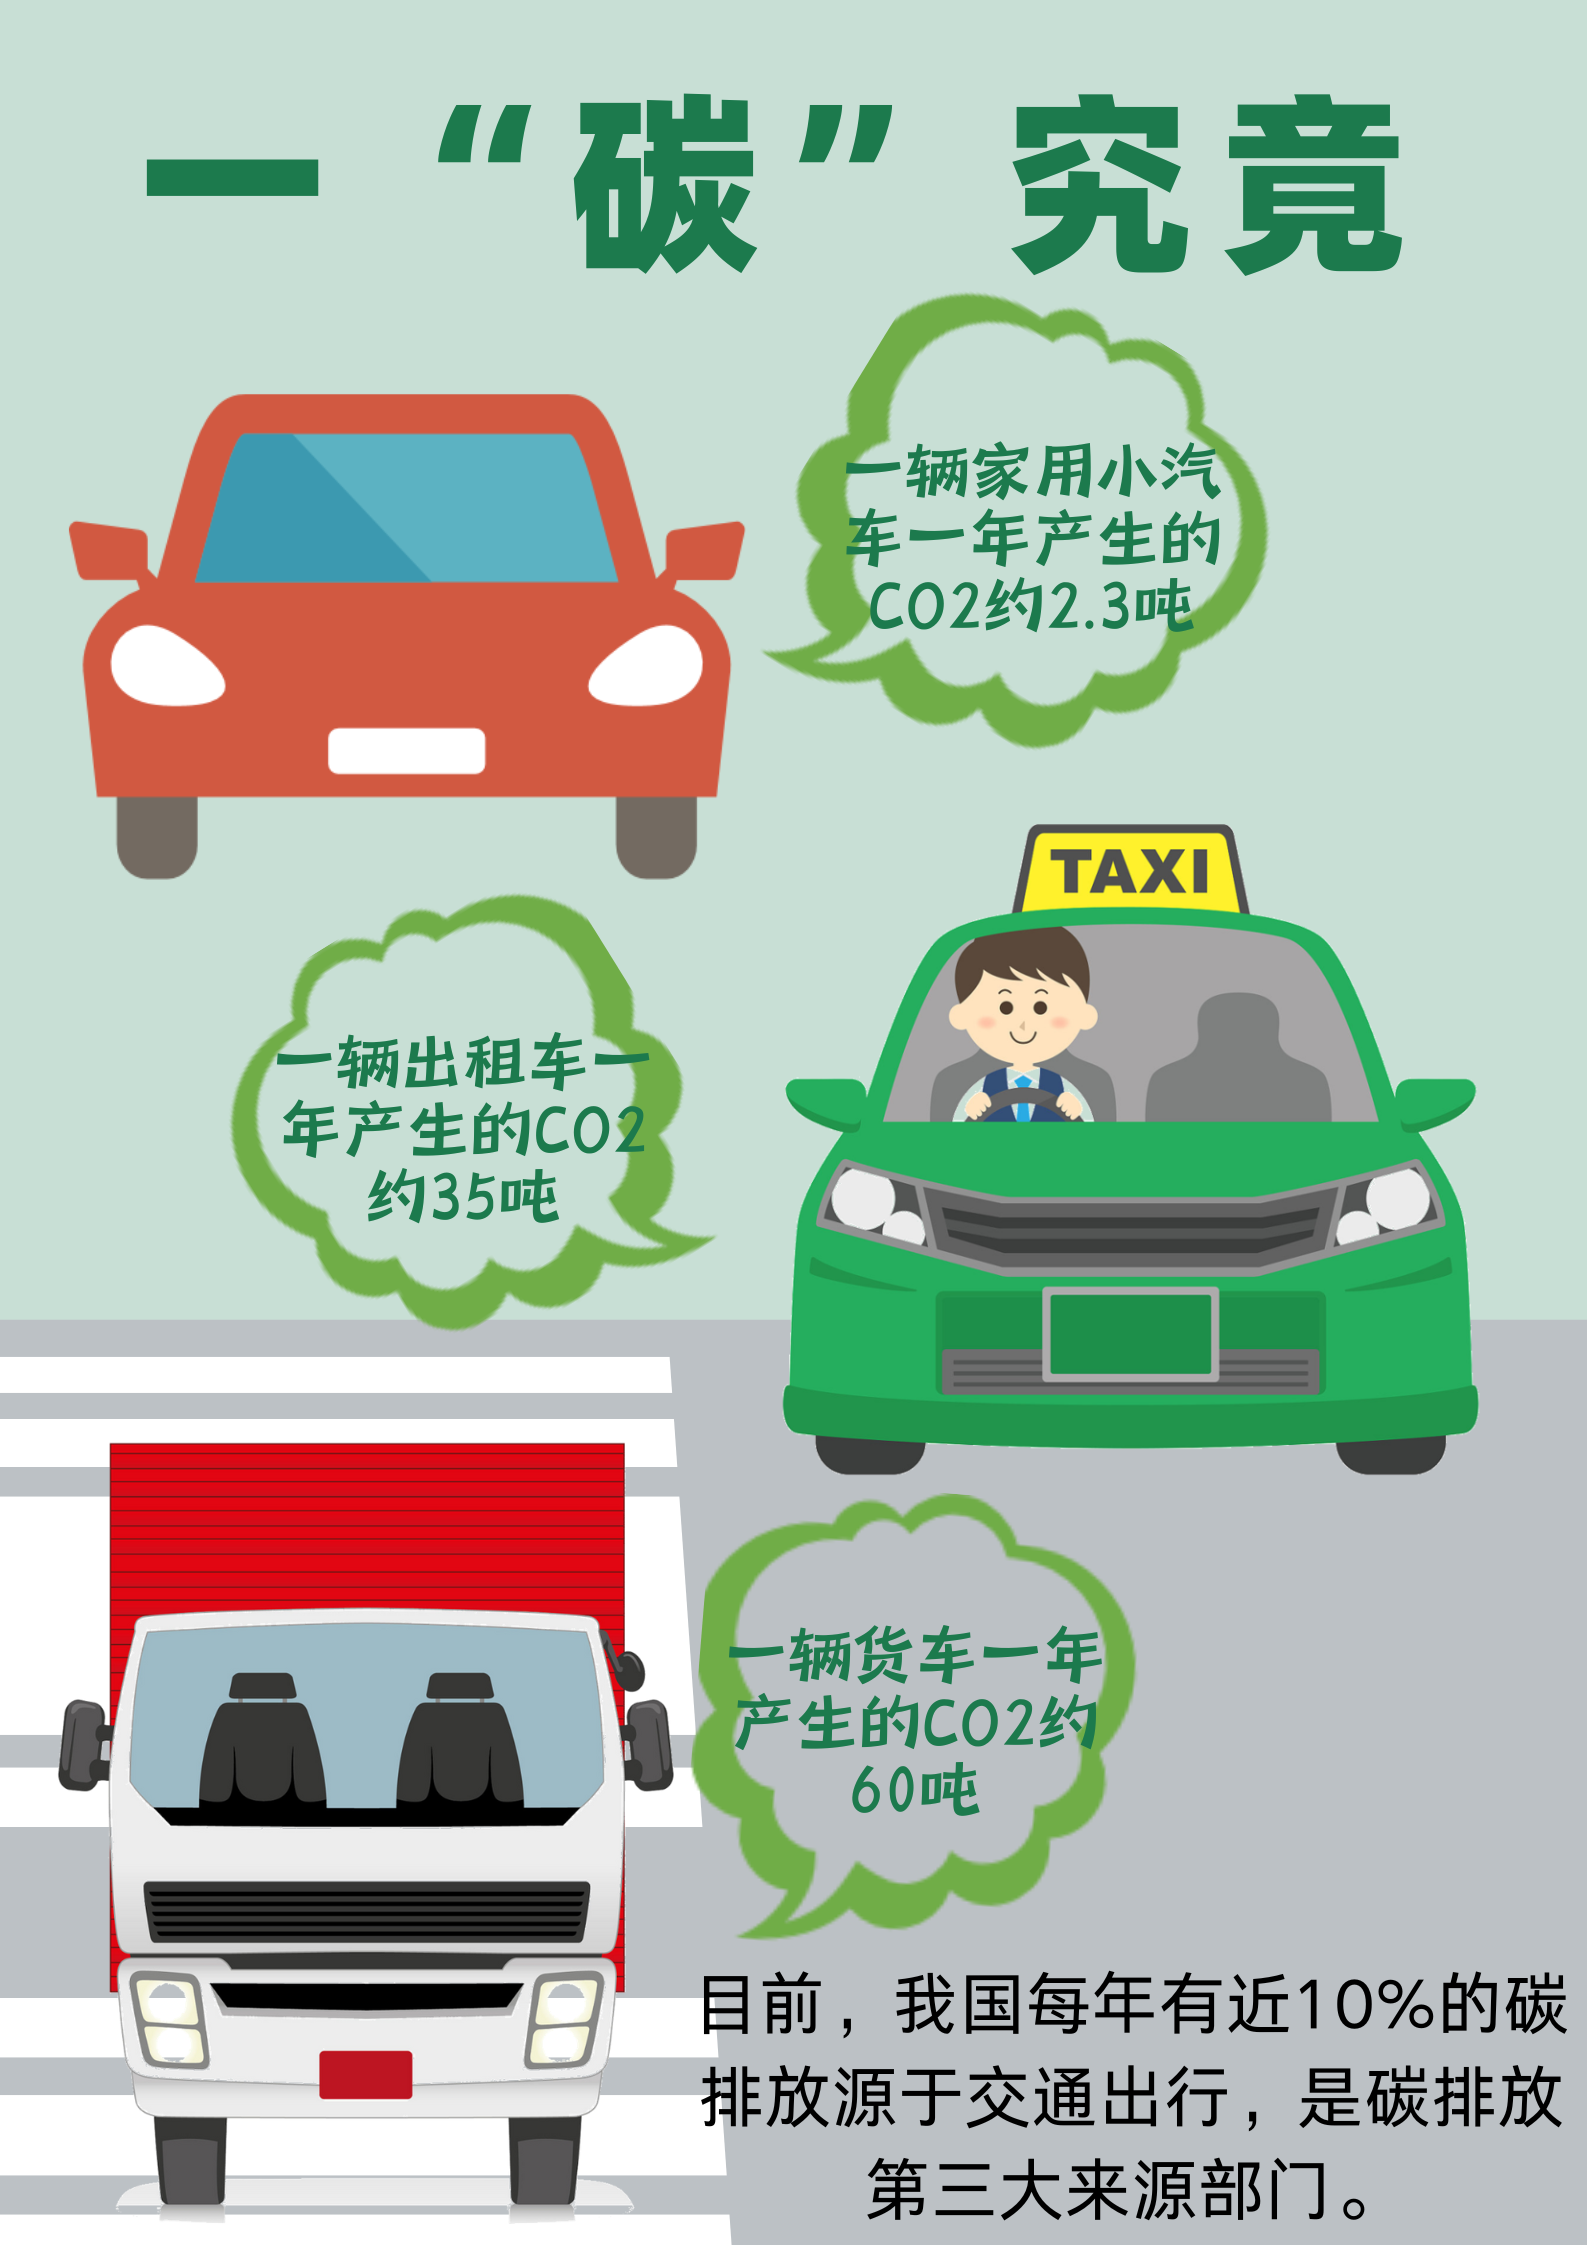 一“碳”究竟
一辆家用小汽
车一年产生的
CO2约2.3吨
TAXI
一辆出租车一
年产生的CO2
约35吨
一辆货车一年
产生的CO2约
60吨
目前，我国每年有近10%的碳
排放源于交通出行，是碳排放
第三大来源部门。